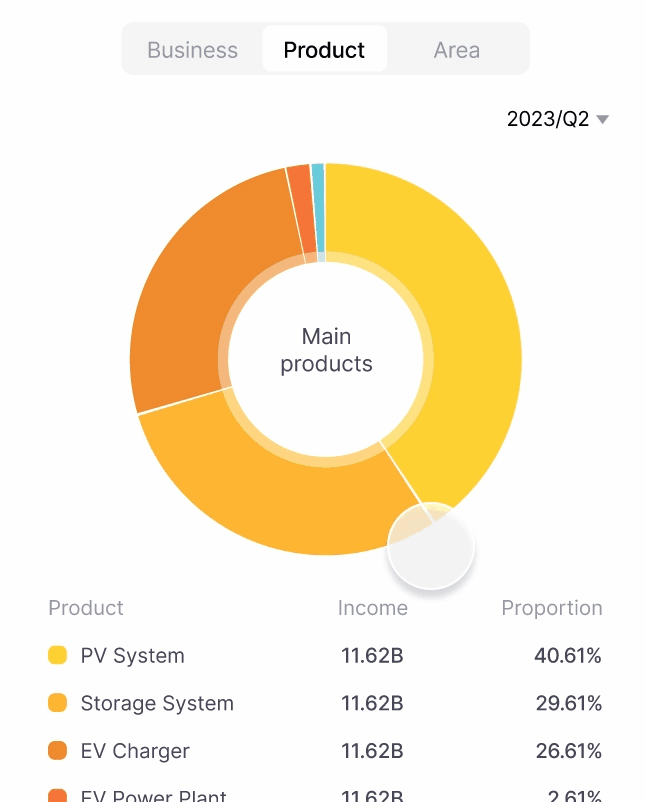 Business Product Area
2023/Q2
Main
products
Product Income Proportion
PV System 11.62B 40.61%
Storage System 11.62B 29.61%
EV Charger 11.62B 26.61%
EV Power Plant 11.62B 2.61%